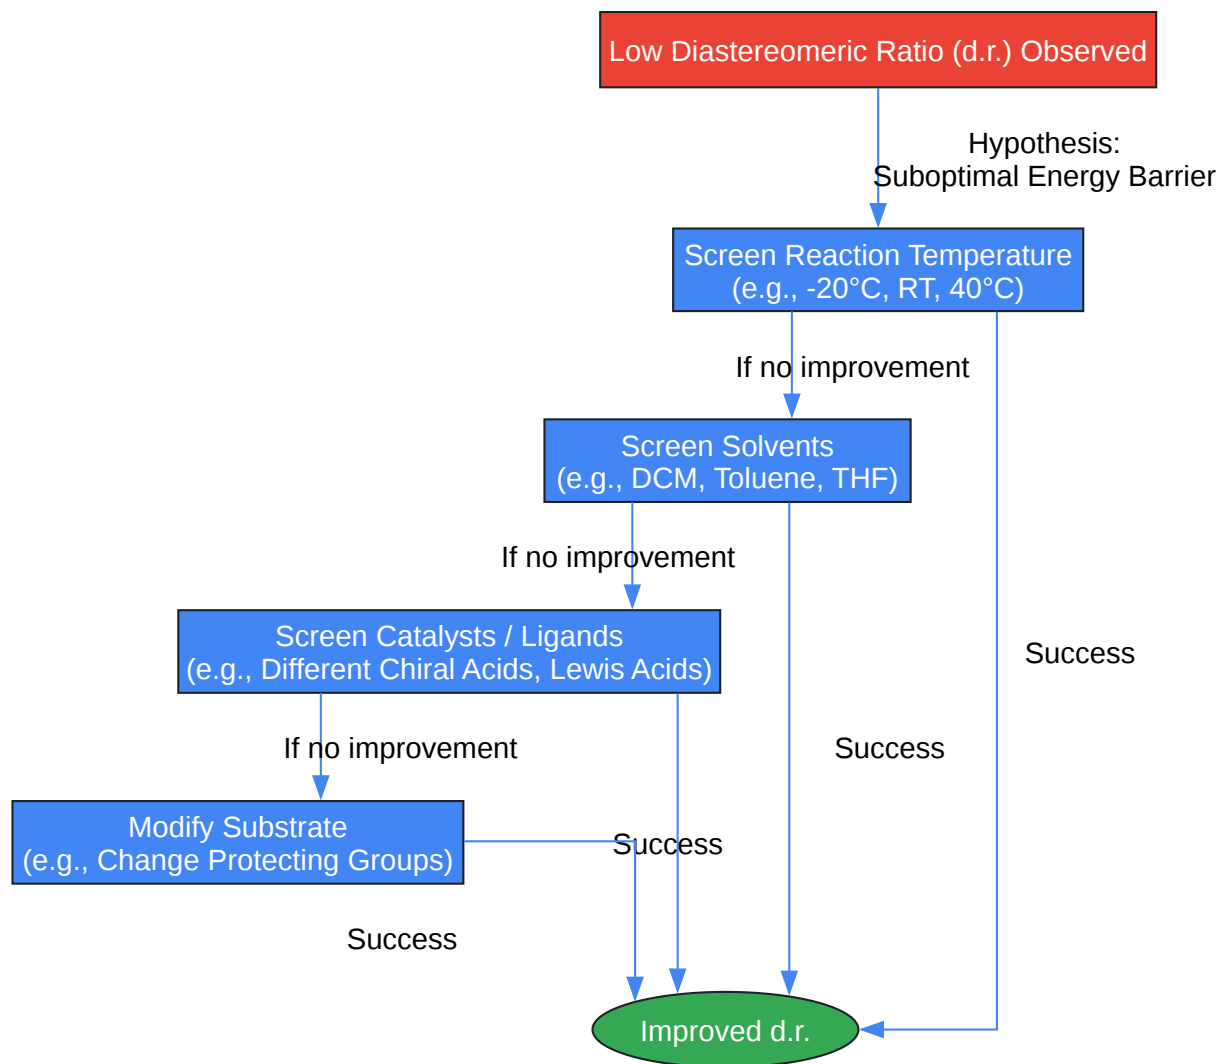 Low Diastereomeric Ratio (d.r.) Observed
Hypothesis:
Suboptimal Energy Barrier
Screen Reaction Temperature
(e.g., -20°C, RT, 40°C)
If no improvement
Screen Solvents
(e.g., DCM, Toluene, THF)
If no improvement
Screen Catalysts / Ligands
(e.g., Different Chiral Acids, Lewis Acids)
Success
If no improvement
Success
Modify Substrate
(e.g., Change Protecting Groups)
Success
Success
Improved d.r.